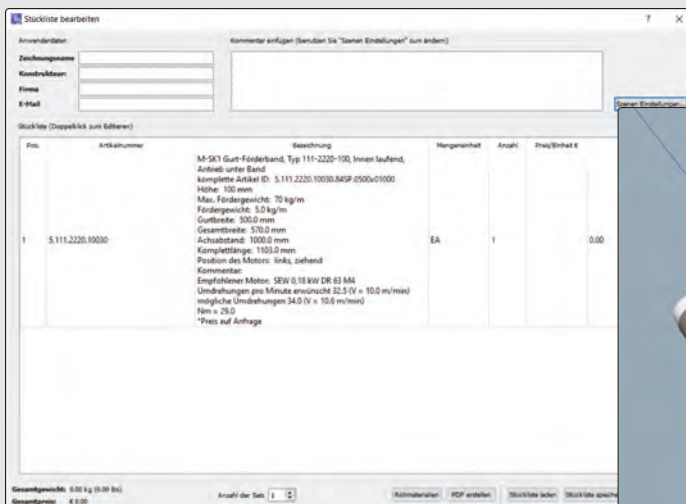 Stückliste bearbeiten
? ×
Anwenderdaten
Kommentar einfügen (benutzen Sie "Szenen Einstellungen" zum ändern)
Zeichnungsname
Konstrukteur:
Firma
E-Mail
Szenen Einstellungen...
Stückliste (Doppelklick zum Editieren)
Pos. Artikelnummer Bezeichnung Mengeneinheit Anzahl Preis/Einheit €
M-SK1 Gurt-Förderband, Typ 111-2220-100, Innen laufend,
Antrieb unter Band
komplette Artikel ID: 5.111.2220.10030.84SP.0500x01000
Höhe: 100 mm
Max. Fördergewicht: 70 kg/m
Fördergewicht: 5.0 kg/m
Gurtbreite: 500.0 mm
Gesamtbreite: 570.0 mm
1 5.111.2220.10030 Achsabstand: 1000.0 mm EA 1 0.00
Komplettlänge: 1103.0 mm
Position des Motors: links, ziehend
Kommentar:
Empfohlener Motor: SEW 0,18 kW DR 63 M4
Umdrehungen pro Minute erwünscht 32.5 (V = 10.0 m/min)
mögliche Umdrehungen 34.0 (V = 10.6 m/min)
Nm = 29.0
*Preis auf Anfrage
Gesamtgewicht: 0.00 kg (0.00 lbs)
Gesamtpreis: € 0.00
Anzahl der Sets 1
Rohmaterialien PDF erstellen Stückliste laden Stückliste speiche